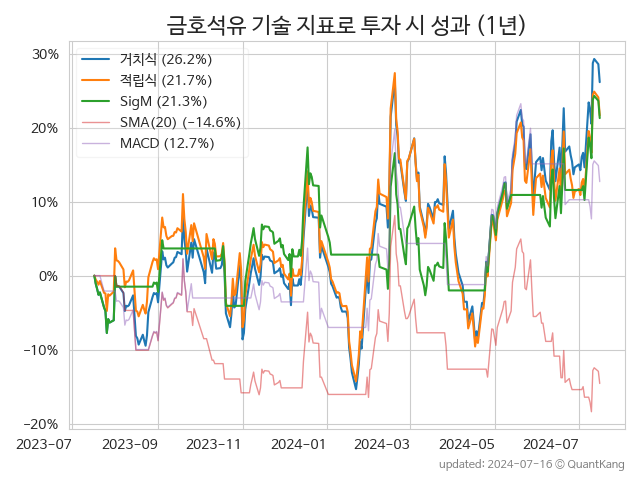 금호석유 기술 지표로 투자 시 성과 (1년)
거치식 (26.2%)
적립식 (21.7%)
SigM (21.3%)
SMA(20) (-14.6%)
MACD (12.7%)
30%
20%
10%
0%
-10%
-20%
2023-07 2023-09 2023-11 2024-01 2024-03 2024-05 2024-07
updated: 2024-07-16 © QuantKang